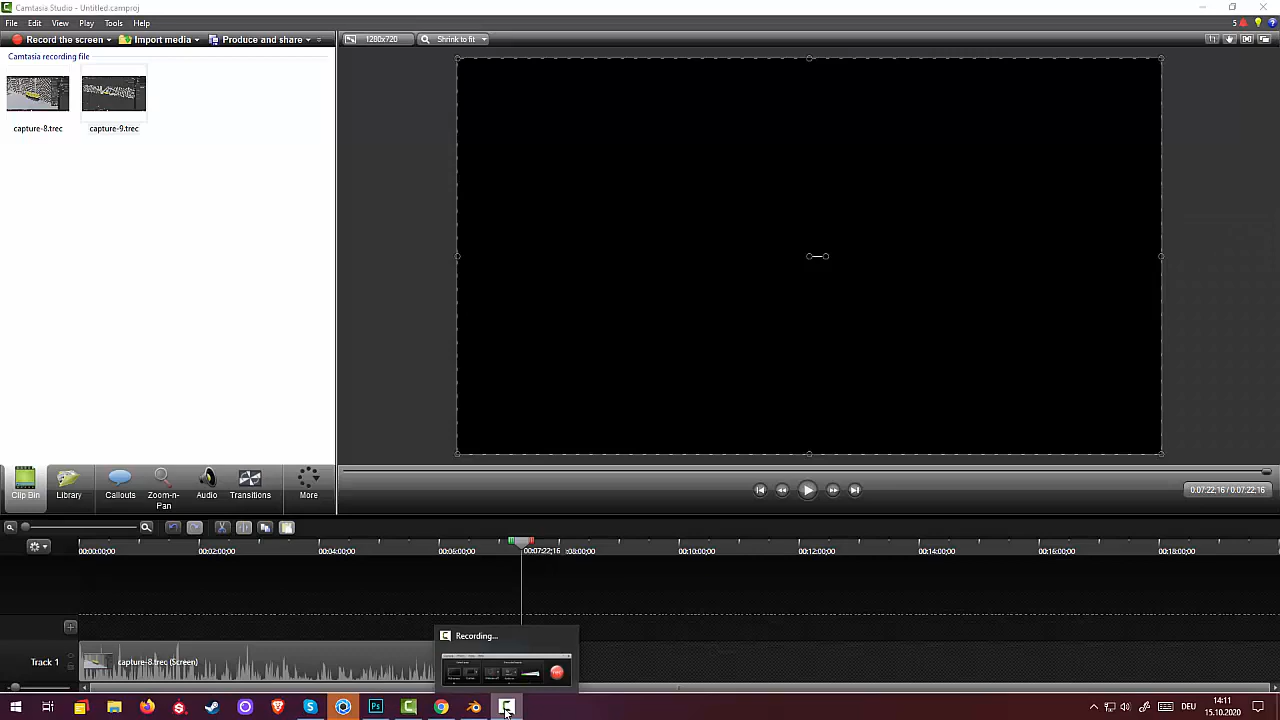 Camtasia Studio - Untitled.camproj
File Edit View Play Tools Help
5
Record the screen Import media Produce and share
1280x720 Shrink to fit
Camtasia recording file
capture-8.trec capture-9.trec
Clip Bin Library Callouts Zoom-n-Pan Audio Transitions More
0:07:22;16 / 0:07:22;16
00:00:00;00 00:02:00;00 00:04:00;00 00:06:00;00 00:07:22;16 :08:00;00 00:10:00;00 00:12:00;00 00:14:00;00 00:16:00;00 00:18:00;00
Recording...
Track 1 capture-8.trec (Screen)
DEU 14:11
15.10.2020